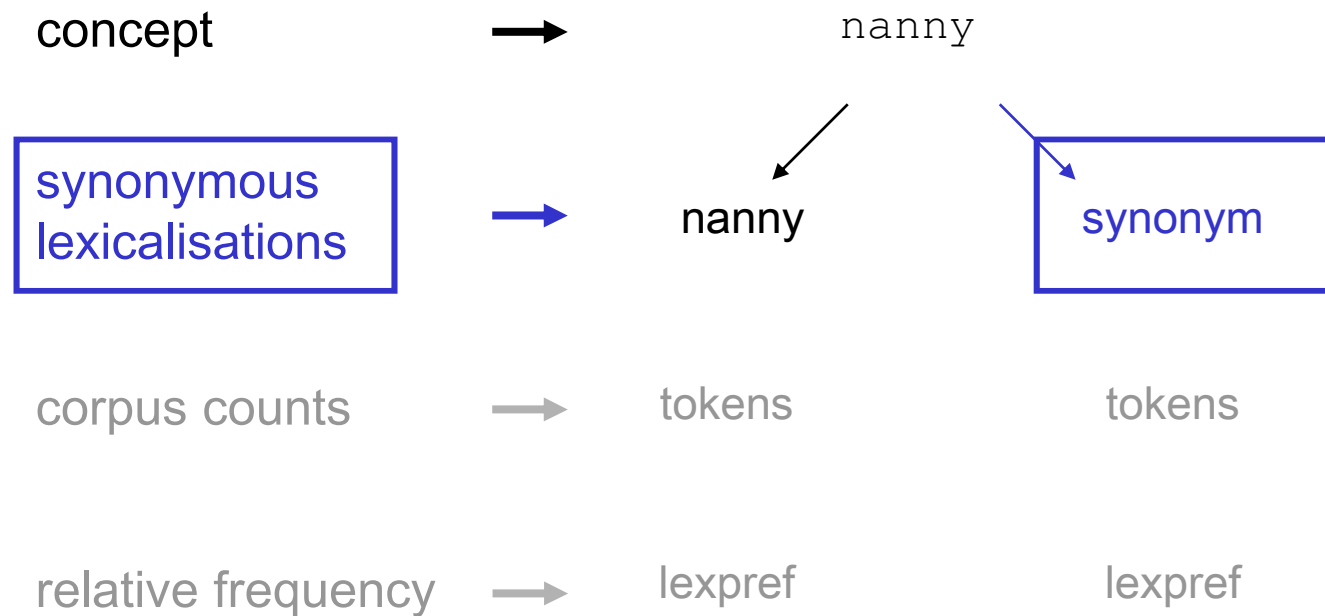 concept nanny
synonymous
lexicalisations
nanny synonym
corpus counts tokens tokens
relative frequency lexpref lexpref